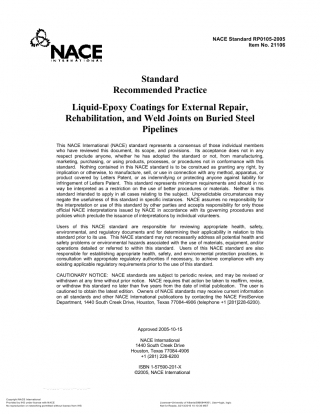 NACE Standard RP0105-2005
Item No. 21106
NACE
INTERNATIONAL
Standard
Recommended Practice
Liquid-Epoxy Coatings for External Repair,
Rehabilitation, and Weld Joints on Buried Steel
Pipelines
This NACE International (NACE) standard represents a consensus of those individual members
who have reviewed this document, its scope, and provisions. Its acceptance does not in any
respect preclude anyone, whether he has adopted the standard or not, from manufacturing,
marketing, purchasing, or using products, processes, or procedures not in conformance with this
standard. Nothing contained in this NACE standard is to be construed as granting any right, by
implication or otherwise, to manufacture, sell, or use in connection with any method, apparatus, or
product covered by Letters Patent, or as indemnifying or protecting anyone against liability for
infringement of Letters Patent. This standard represents minimum requirements and should in no
way be interpreted as a restriction on the use of better procedures or materials. Neither is this
standard intended to apply in all cases relating to the subject. Unpredictable circumstances may
negate the usefulness of this standard in specific instances. NACE assumes no responsibility for
the interpretation or use of this standard by other parties and accepts responsibility for only those
official NACE interpretations issued by NACE in accordance with its governing procedures and
policies which preclude the issuance of interpretations by individual volunteers.
Users of this NACE standard are responsible for reviewing appropriate health, safety,
environmental, and regulatory documents and for determining their applicability in relation to this
standard prior to its use. This NACE standard may not necessarily address all potential health and
safety problems or environmental hazards associated with the use of materials, equipment, and/or
operations detailed or referred to within this standard. Users of this NACE standard are also
responsible for establishing appropriate health, safety, and environmental protection practices, in
consultation with appropriate regulatory authorities if necessary, to achieve compliance with any
existing applicable regulatory requirements prior to the use of this standard.
CAUTIONARY NOTICE: NACE standards are subject to periodic review, and may be revised or
withdrawn at any time without prior notice. NACE requires that action be taken to reaffirm, revise,
or withdraw this standard no later than five years from the date of initial publication. The user is
cautioned to obtain the latest edition. Owners of NACE standards may receive current information
on all standards and other NACE International publications by contacting the NACE FirstService
Department, 1440 South Creek Drive, Houston, Texas 77084-4906 (telephone +1 [281]228-6200).
Approved 2005-10-15
NACE International
1440 South Creek Drive
Houston, Texas 77084-4906
+1 (281) 228-6200
ISBN 1-57590-201-X
©2005, NACE International
Copyright NACE International